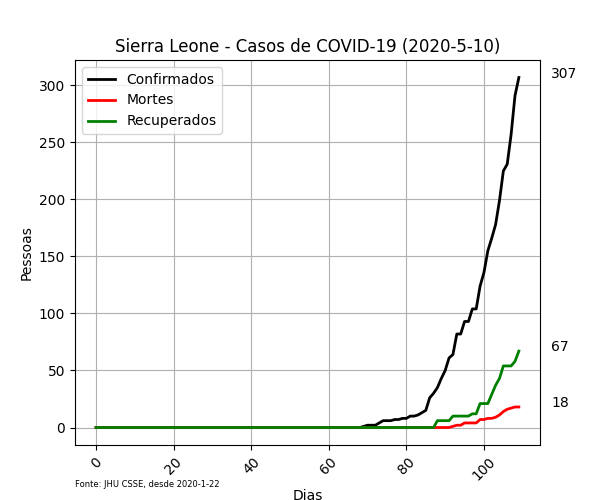 Sierra Leone - Casos de COVID-19 (2020-5-10)
Confirmados
Mortes
Recuperados
307
67
18
300
250
200
150
100
50
0
Pessoas
0 20 40 60 80 100
Fonte: JHU CSSE, desde 2020-1-22
Dias